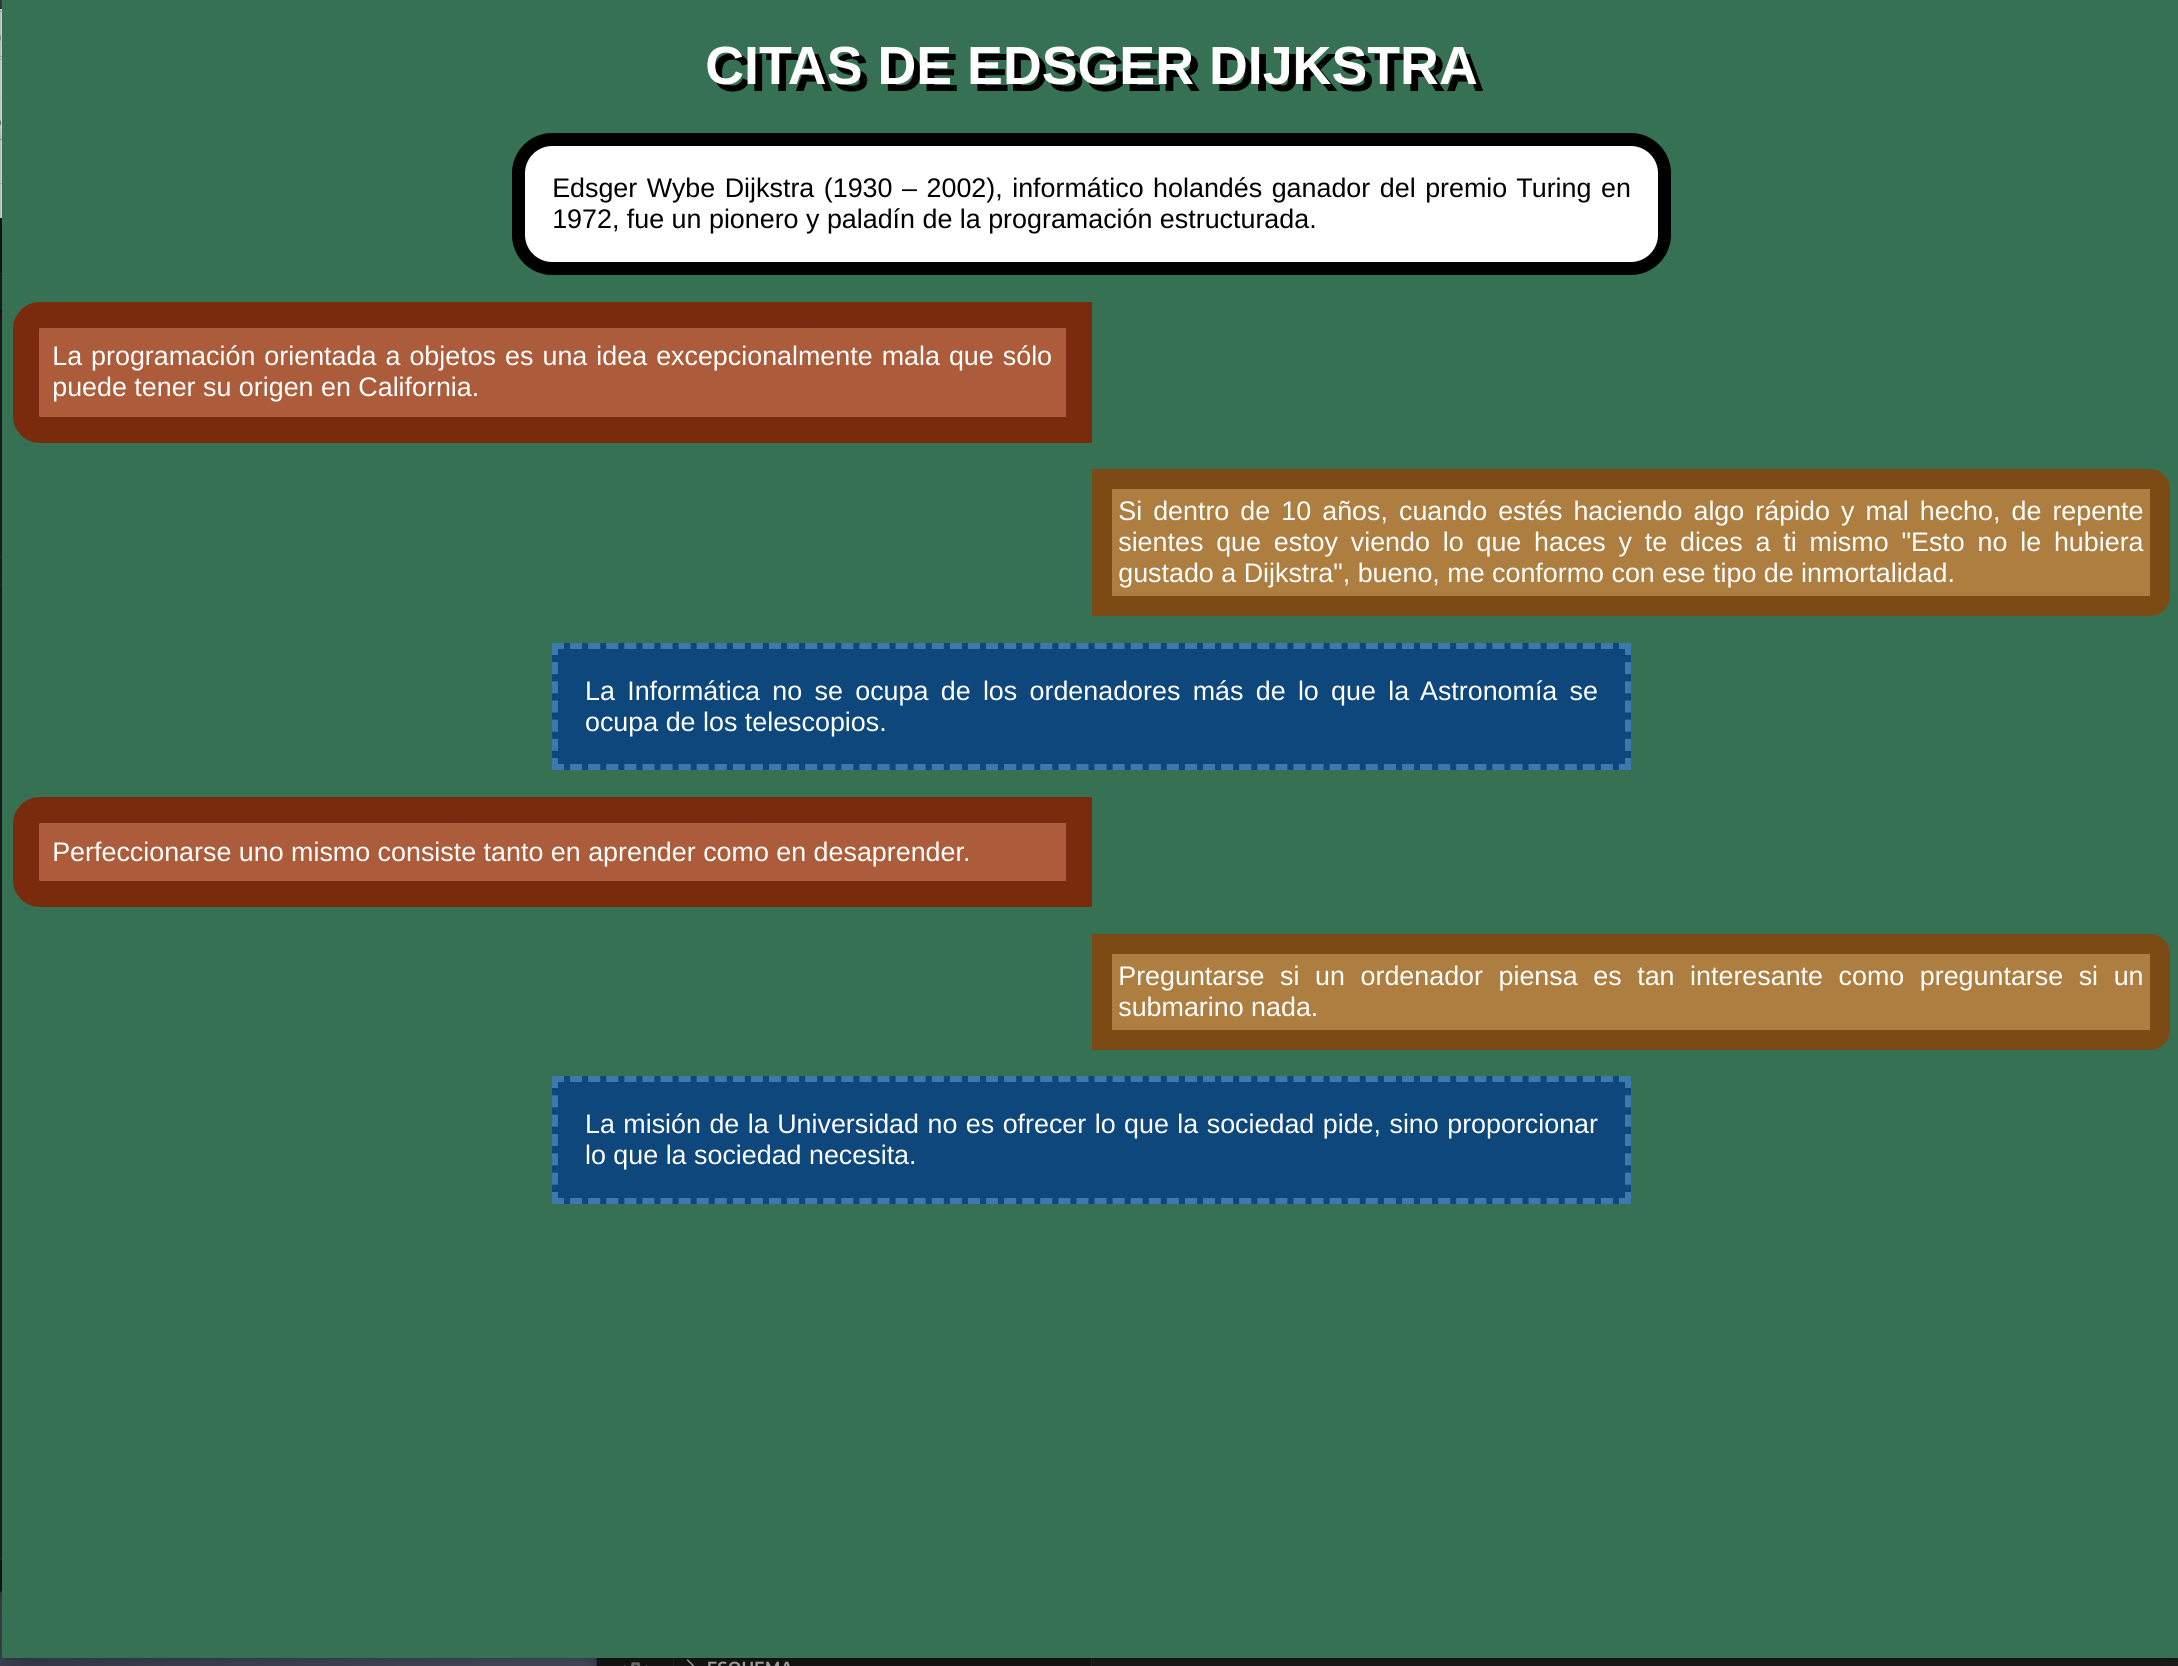 CITAS DE EDSGER DIJKSTRA
Edsger Wybe Dijkstra (1930 – 2002), informático holandés ganador del premio Turing en
1972, fue un pionero y paladín de la programación estructurada.
La programación orientada a objetos es una idea excepcionalmente mala que sólo
puede tener su origen en California.
Si dentro de 10 años, cuando estés haciendo algo rápido y mal hecho, de repente
sientes que estoy viendo lo que haces y te dices a ti mismo "Esto no le hubiera
gustado a Dijkstra", bueno, me conformo con ese tipo de inmortalidad.
La Informática no se ocupa de los ordenadores más de lo que la Astronomía se
ocupa de los telescopios.
Perfeccionarse uno mismo consiste tanto en aprender como en desaprender.
Preguntarse si un ordenador piensa es tan interesante como preguntarse si un
submarino nada.
La misión de la Universidad no es ofrecer lo que la sociedad pide, sino proporcionar
lo que la sociedad necesita.
ESQUEMA